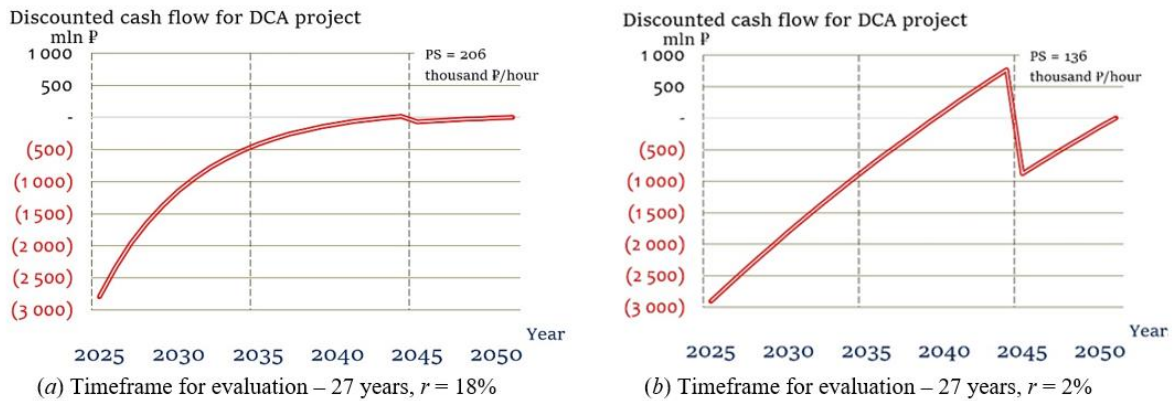 Discounted cash flow for DCA project
mln ₽
1 000
500
-
(500)
(1 000)
(1 500)
(2 000)
(2 500)
(3 000)
PS = 206
thousand ₽/hour
Year
2025 2030 2035 2040 2045 2050
(a) Timeframe for evaluation – 27 years, r = 18%
Discounted cash flow for DCA project
mln ₽
1 000
500
-
(500)
(1 000)
(1 500)
(2 000)
(2 500)
(3 000)
PS = 136
thousand ₽/hour
Year
2025 2030 2035 2040 2045 2050
(b) Timeframe for evaluation – 27 years, r = 2%